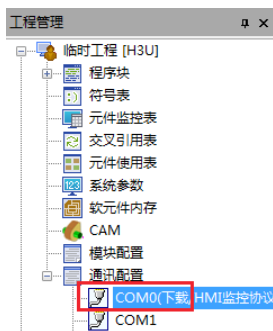 工程管理
临时工程 [H3U]
程序块
符号表
元件监控表
交叉引用表
元件使用表
系统参数
软元件内存
CAM
模块配置
通讯配置
COM0(下载/HMI监控协议
COM1